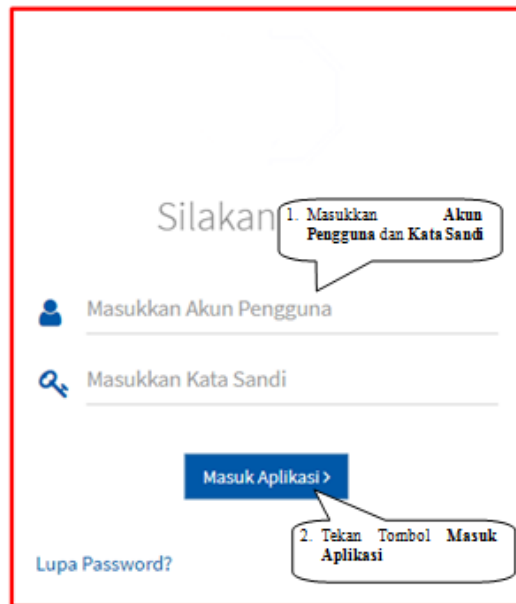 Silakan
1. Masukkan Akun
Pengguna dan Kata Sandi
Masukkan Akun Pengguna
Masukkan Kata Sandi
Masuk Aplikasi >
2. Tekan Tombol Masuk
Aplikasi
Lupa Password?